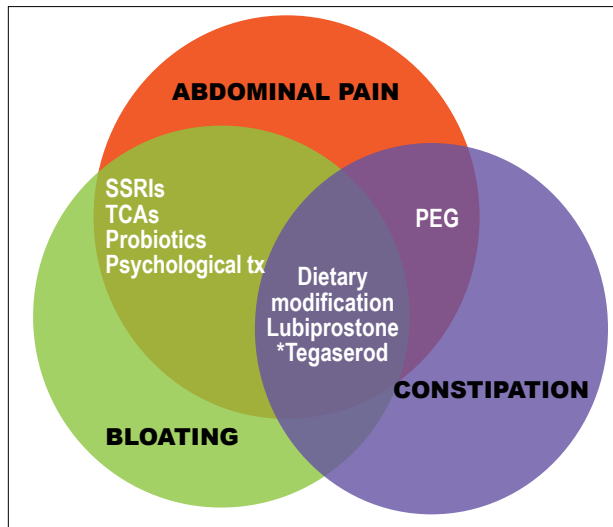 ABDOMINAL PAIN
SSRIs
TCAs
Probiotics
Psychological tx
PEG
Dietary
modification
Lubiprostone
*Tegaserod
CONSTIPATION
BLOATING